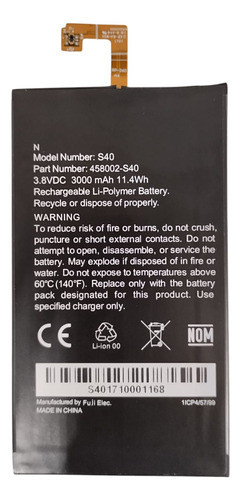 N
Model Number: S40
Part Number: 458002-S40
3.8VDC 3000 mAh 11.4Wh
Rechargeable Li-Polymer Battery.
Recycle or dispose of properly.
WARNING
To reduce risk of fire or burns, do not crush,
puncture or short external contacts. Do not
attempt to open, disassemble, or service the
battery. May explode if disposed of in fire or
water. Do not expose to temperatures above
60°C(140°F). Replace only with the battery
pack designated for this product. Use
specified charger only.
CE
Li-ion 00
NOM
S401710001168
Manufactured by Fuji Elec.
MADE IN CHINA
1ICP4/57/99